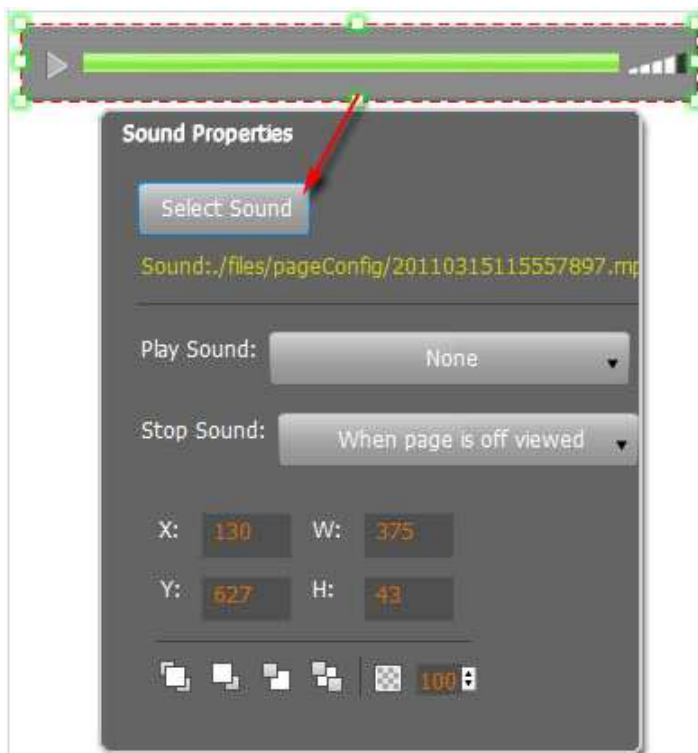 Sound Properties
Select Sound
Sound:./files/pageConfig/20110315115557897.mp
Play Sound: None
Stop Sound: When page is off viewed
X: 130 W: 375
Y: 627 H: 43
100